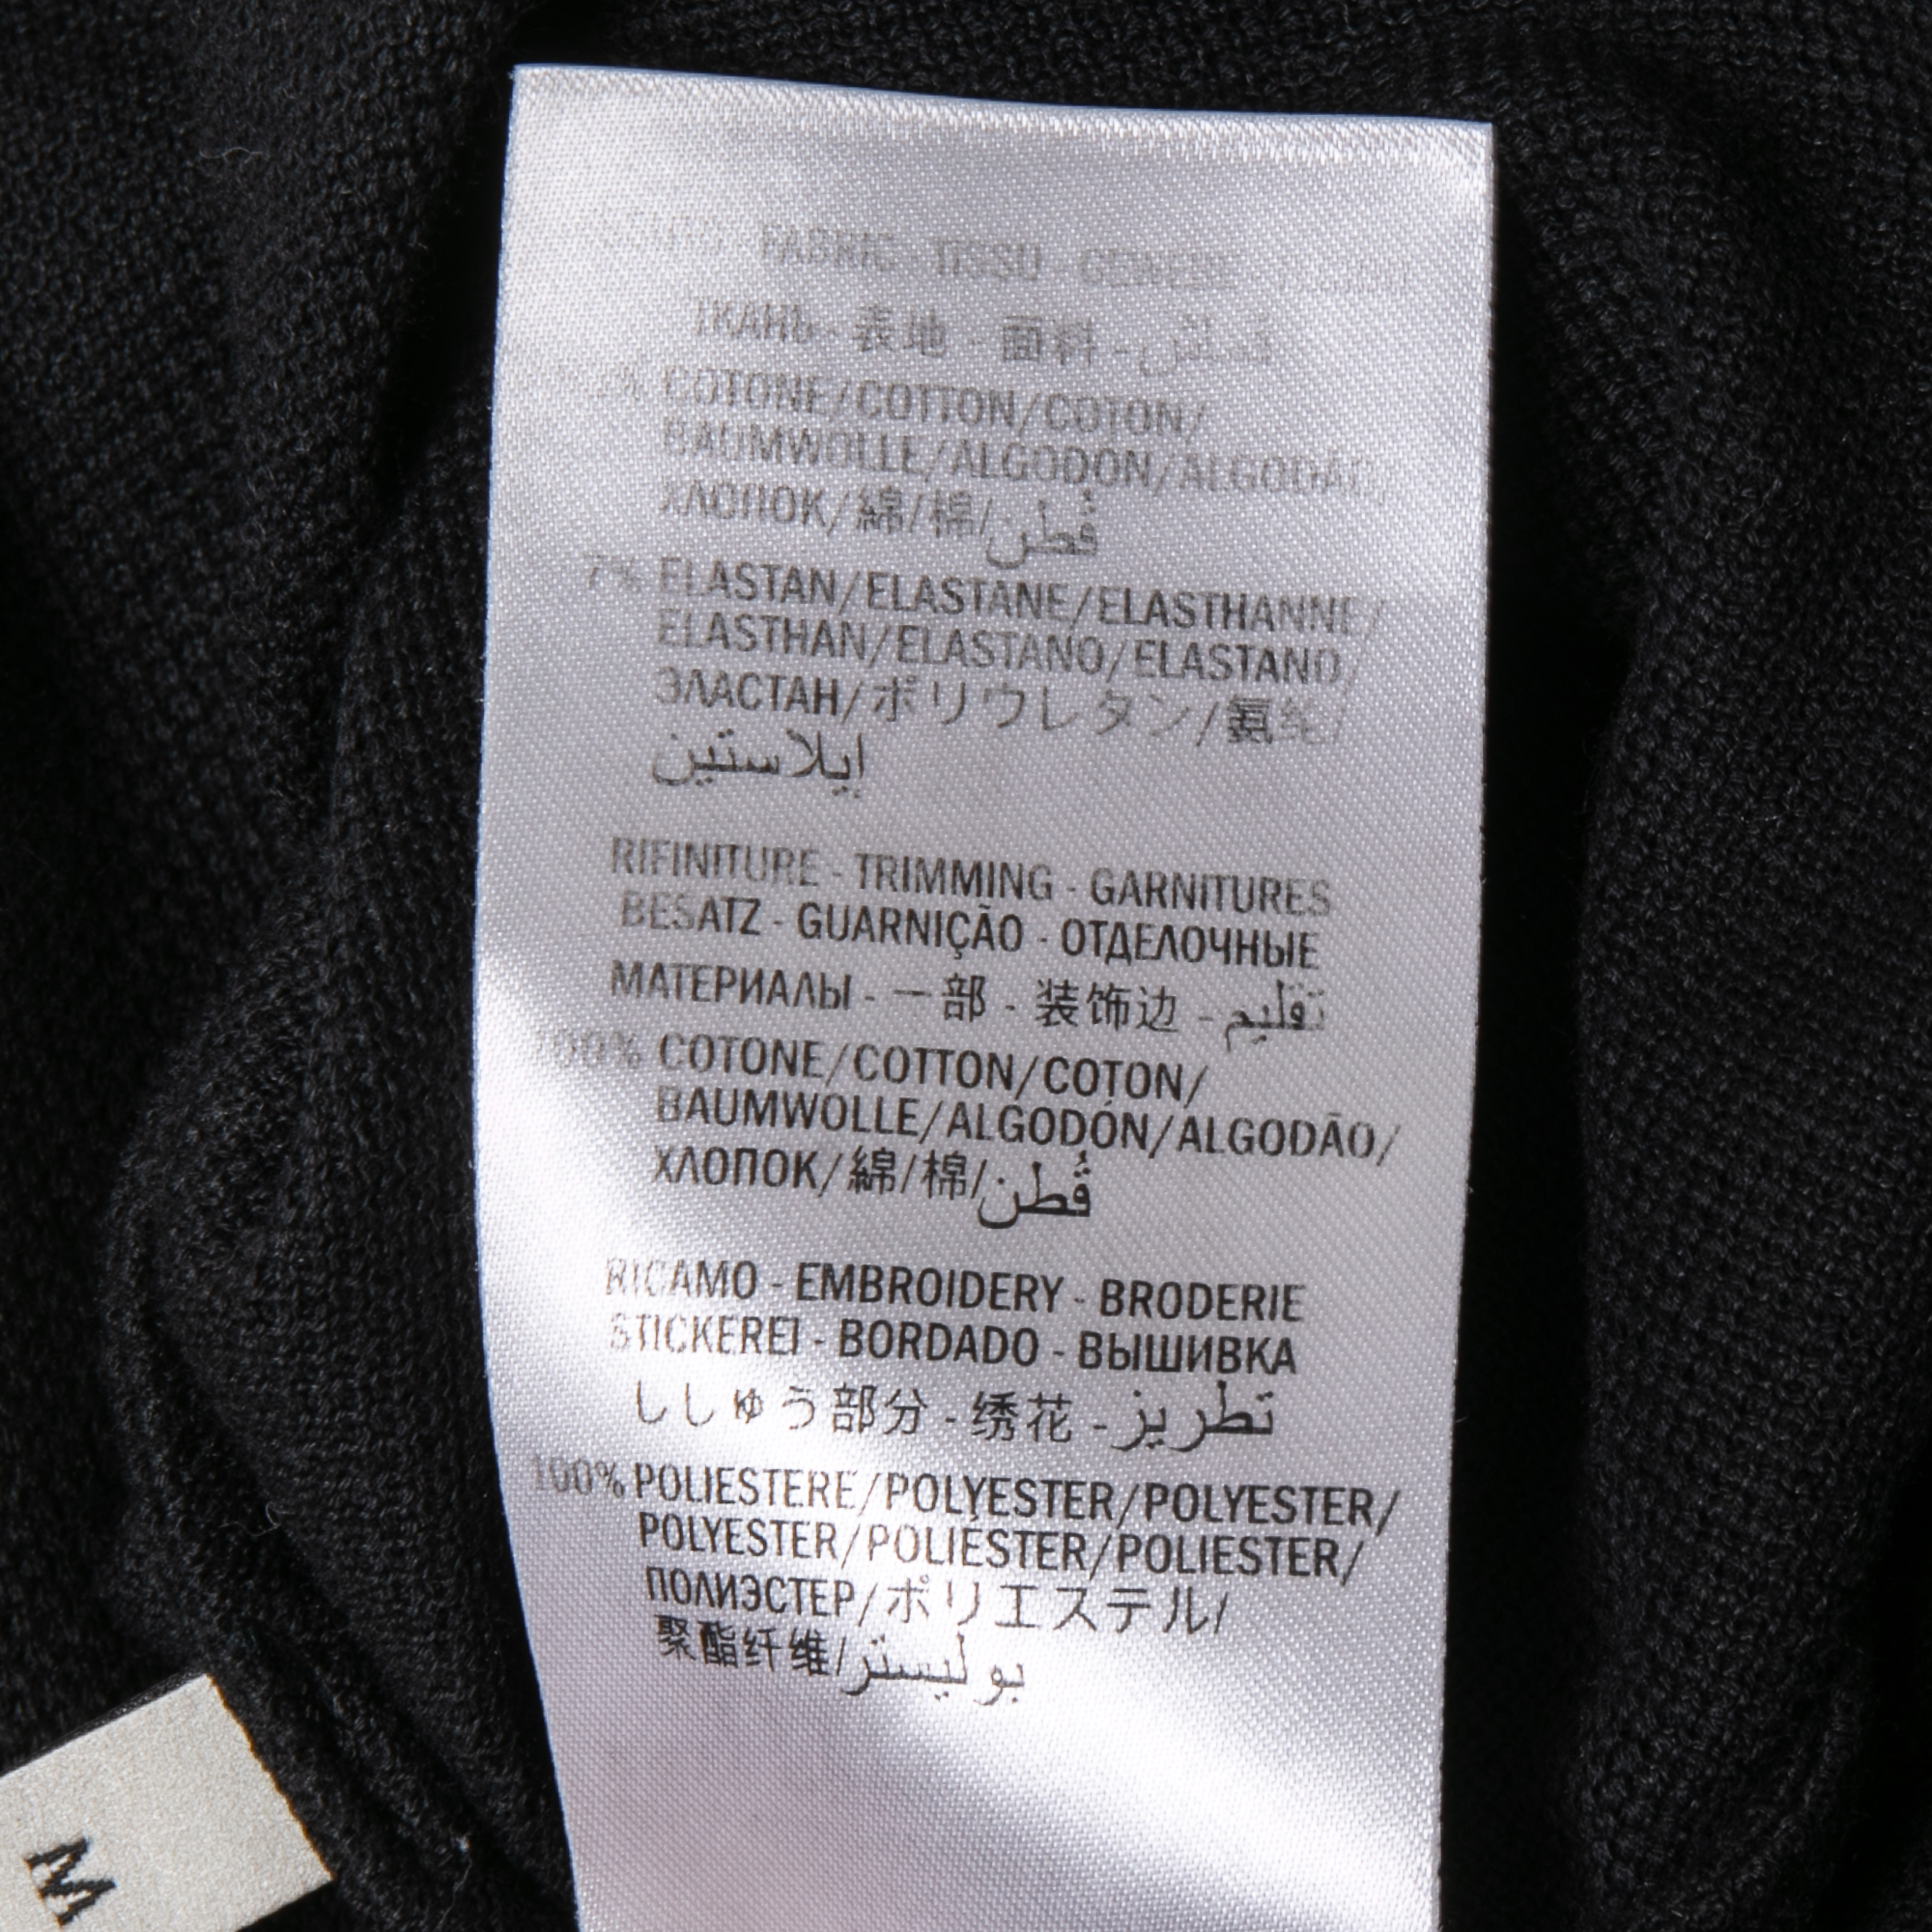 FABRIC - TISSU - GEWEBE
ТКАНЬ - 表地 - 面料 - قماش
COTONE/COTTON/COTON/
BAUMWOLLE/ALGODÓN/ALGODÃO/
ХЛОПОК/綿/棉/قُطن
7% ELASTAN/ELASTANE/ELASTHANNE/
ELASTHAN/ELASTANO/ELASTANO/
ЭЛАСТАН/ポリウレタン/氨纶/
إيلاستين
RIFINITURE - TRIMMING - GARNITURES
BESATZ - GUARNIÇÃO - ОТДЕЛОЧНЫЕ
МАТЕРИАЛЫ - 一部 - 装饰边 - تقليم
100% COTONE/COTTON/COTON/
BAUMWOLLE/ALGODÓN/ALGODÃO/
ХЛОПОК/綿/棉/قُطن
RICAMO - EMBROIDERY - BRODERIE
STICKEREI - BORDADO - ВЫШИВКА
ししゅう部分 - 绣花 - تطريز
100% POLIESTERE/POLYESTER/POLYESTER/
POLYESTER/POLIÉSTER/POLIESTER/
ПОЛИЭСТЕР/ポリエステル/
聚酯纤维/بوليستر
M